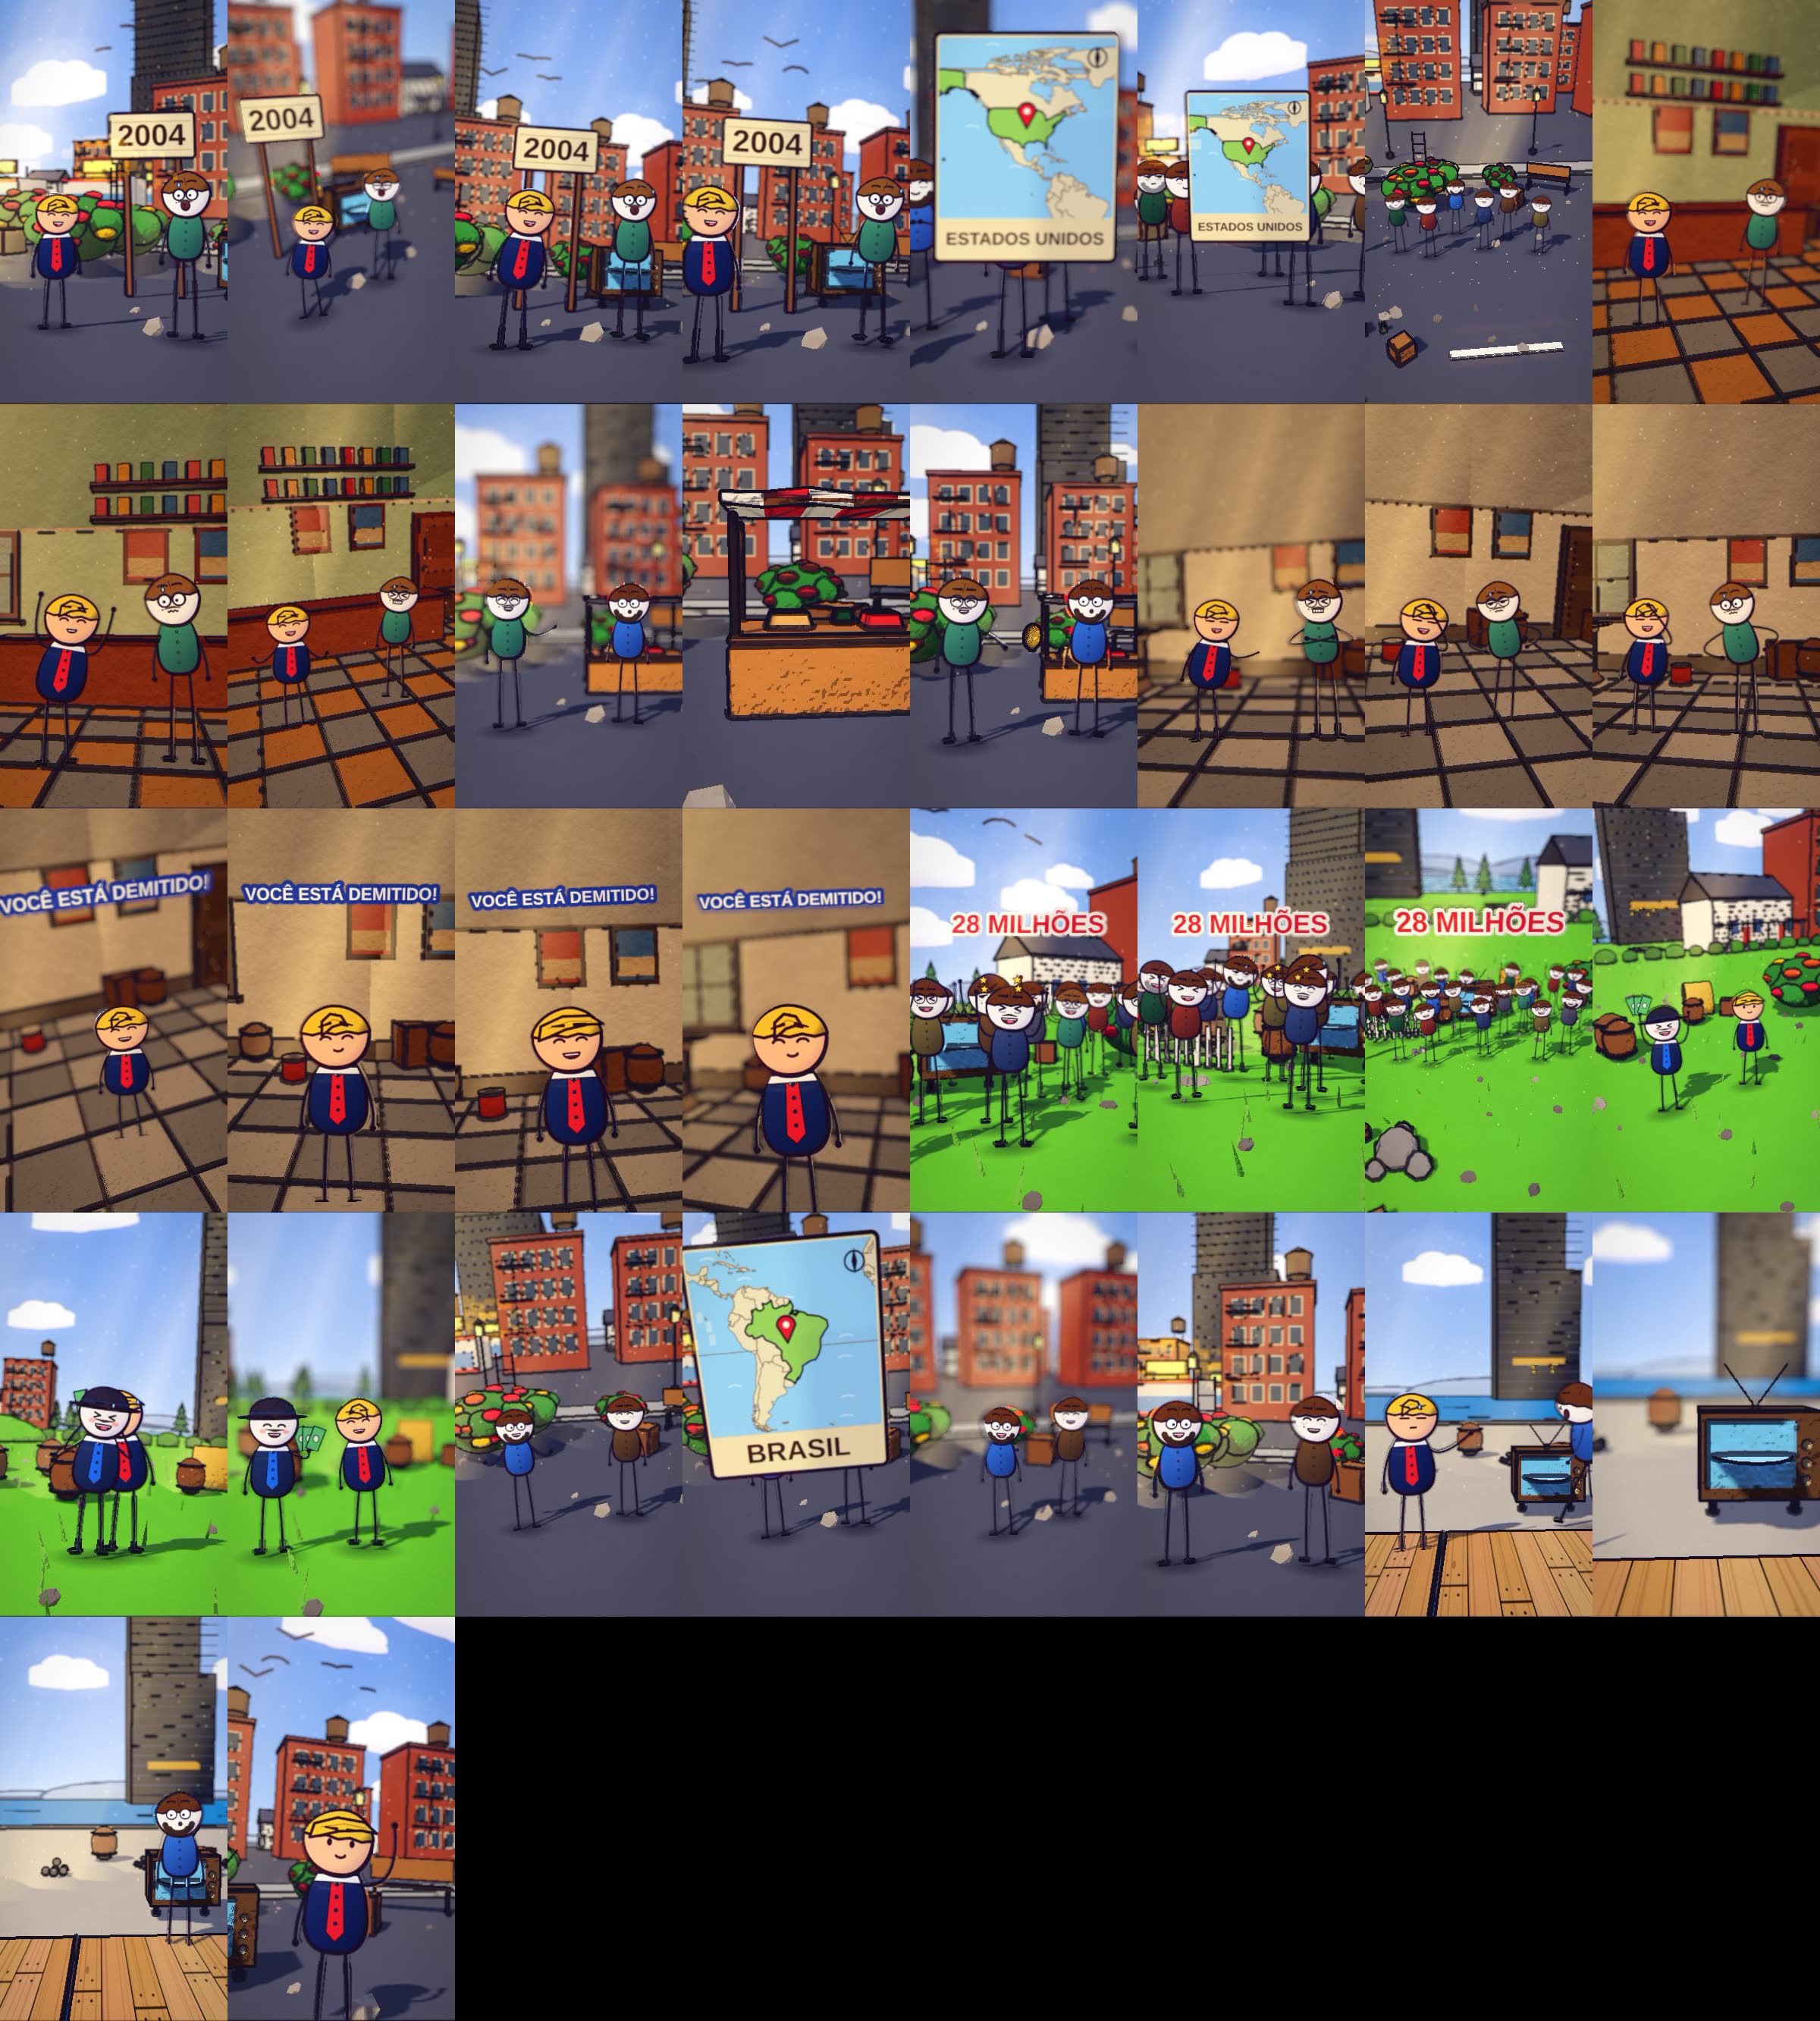 2004
2004
2004
2004
ESTADOS UNIDOS
ESTADOS UNIDOS
VOCÊ ESTÁ DEMITIDO!
VOCÊ ESTÁ DEMITIDO!
VOCÊ ESTÁ DEMITIDO!
VOCÊ ESTÁ DEMITIDO!
28 MILHÕES
28 MILHÕES
28 MILHÕES
BRASIL